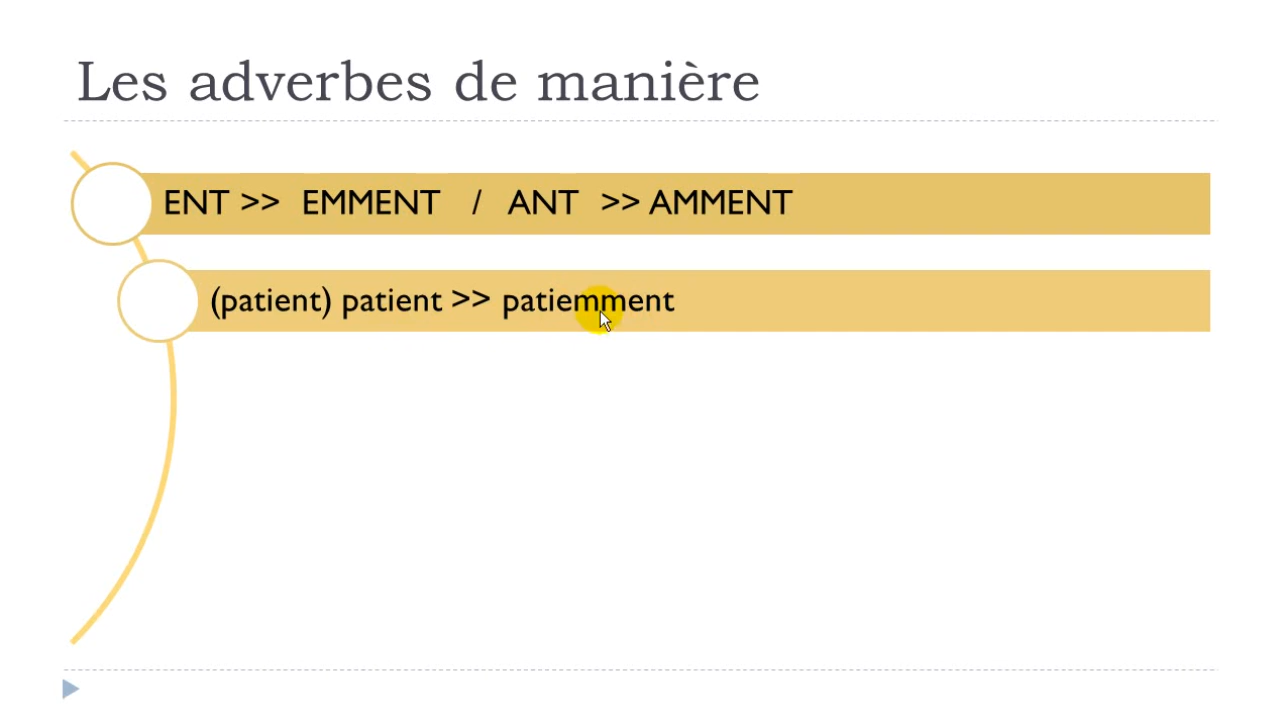 Les adverbes de manière
ENT >> EMMENT / ANT >> AMMENT
(patient) patient >> patiemment